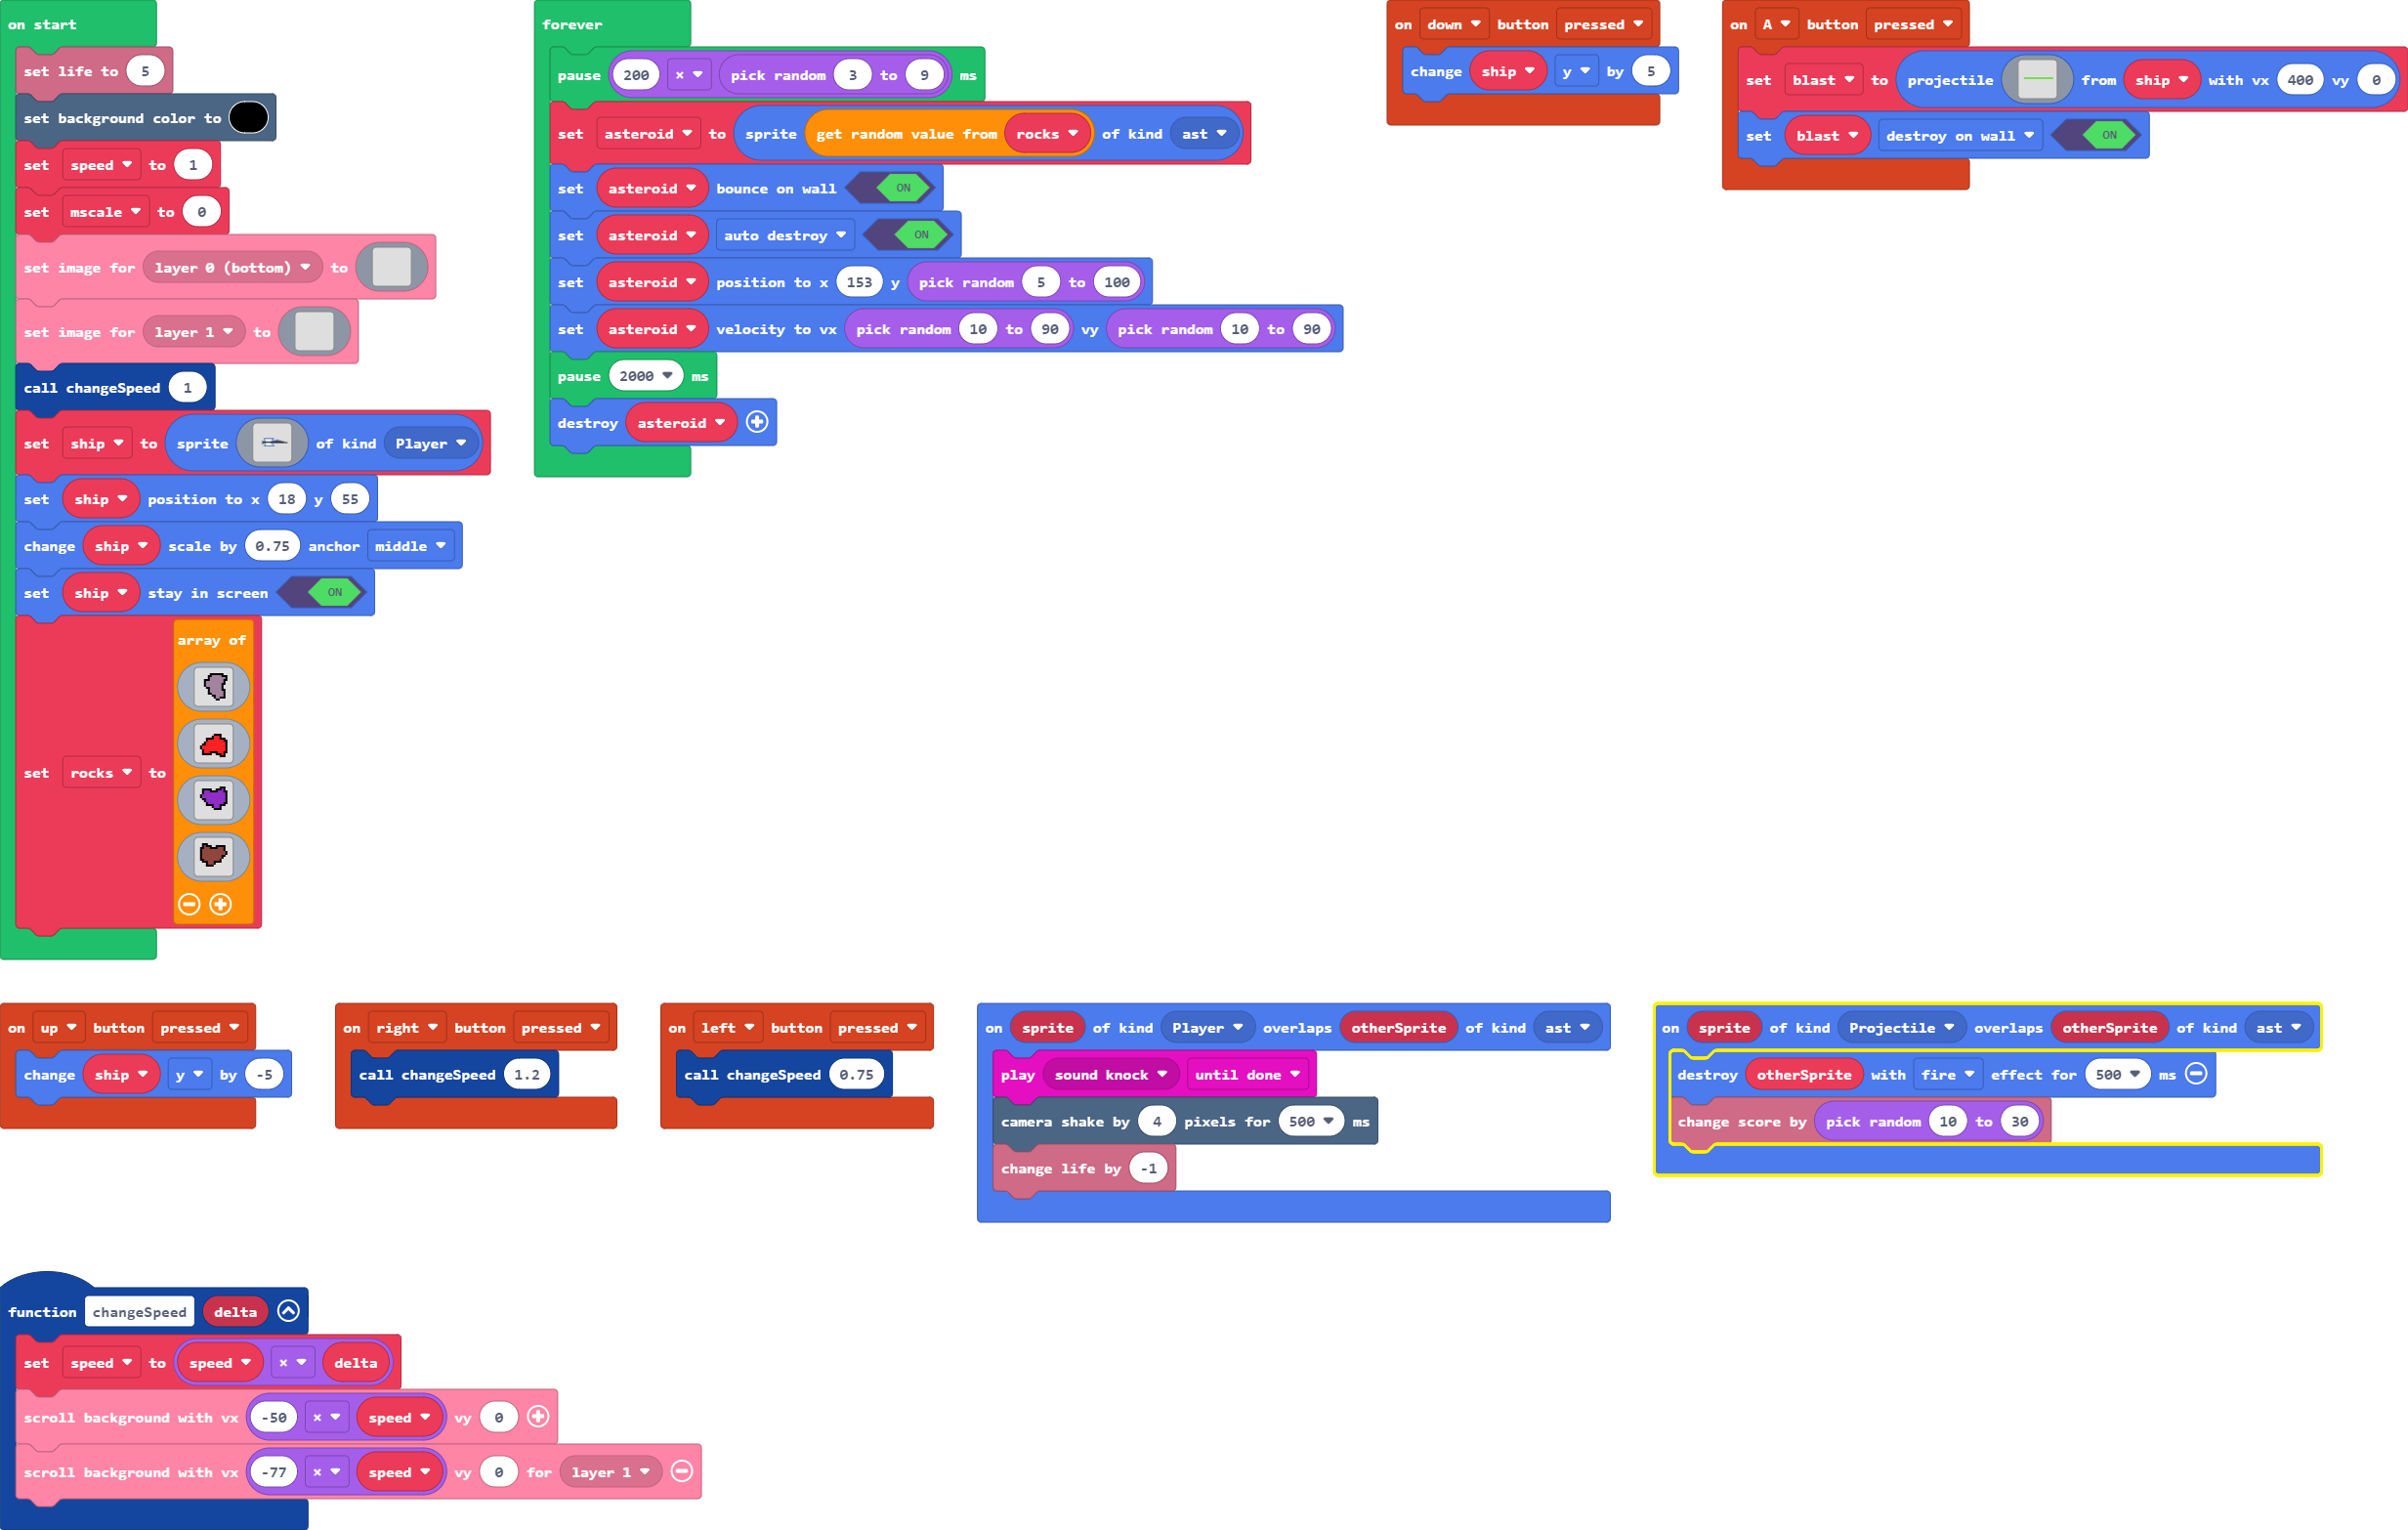 on start
set life to 5
set background color to
set speed to 1
set mscale to 0
set image for layer 0 (bottom) to
set image for layer 1 to
call changeSpeed 1
set ship to sprite of kind Player
set ship position to x 18 y 55
change ship scale by 0.75 anchor middle
set ship stay in screen ON
set rocks to array of
forever
pause 200 × pick random 3 to 9 ms
set asteroid to sprite get random value from rocks of kind ast
set asteroid bounce on wall ON
set asteroid auto destroy ON
set asteroid position to x 153 y pick random 5 to 100
set asteroid velocity to vx pick random 10 to 90 vy pick random 10 to 90
pause 2000 ms
destroy asteroid
on down button pressed
change ship y by 5
on A button pressed
set blast to projectile from ship with vx 400 vy 0
set blast destroy on wall ON
on up button pressed
change ship y by -5
on right button pressed
call changeSpeed 1.2
on left button pressed
call changeSpeed 0.75
on sprite of kind Player overlaps otherSprite of kind ast
play sound knock until done
camera shake by 4 pixels for 500 ms
change life by -1
on sprite of kind Projectile overlaps otherSprite of kind ast
destroy otherSprite with fire effect for 500 ms
change score by pick random 10 to 30
function changeSpeed delta
set speed to speed × delta
scroll background with vx -50 × speed vy 0
scroll background with vx -77 × speed vy 0 for layer 1